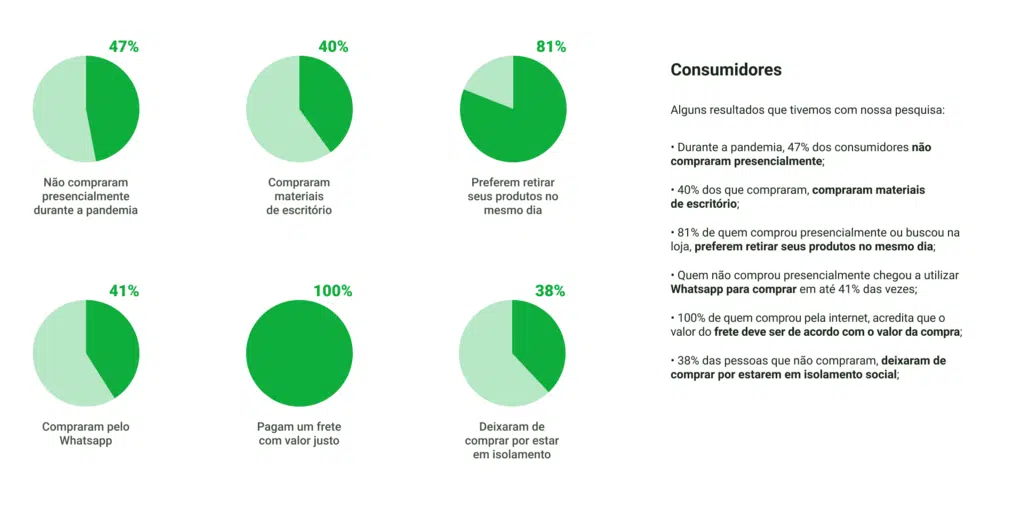 47%
Não compraram
presencialmente
durante a pandemia
40%
Compraram
materiais
de escritório
81%
Preferem retirar
seus produtos no
mesmo dia
41%
Compraram pelo
Whatsapp
100%
Pagam um frete
com valor justo
38%
Deixaram de
comprar por estar
em isolamento
Consumidores
Alguns resultados que tivemos com nossa pesquisa:
• Durante a pandemia, 47% dos consumidores não
compraram presencialmente;
• 40% dos que compraram, compraram materiais
de escritório;
• 81% de quem comprou presencialmente ou buscou na
loja, preferem retirar seus produtos no mesmo dia;
• Quem não comprou presencialmente chegou a utilizar
Whatsapp para comprar em até 41% das vezes;
• 100% de quem comprou pela internet, acredita que o
valor do frete deve ser de acordo com o valor da compra;
• 38% das pessoas que não compraram, deixaram de
comprar por estarem em isolamento social;